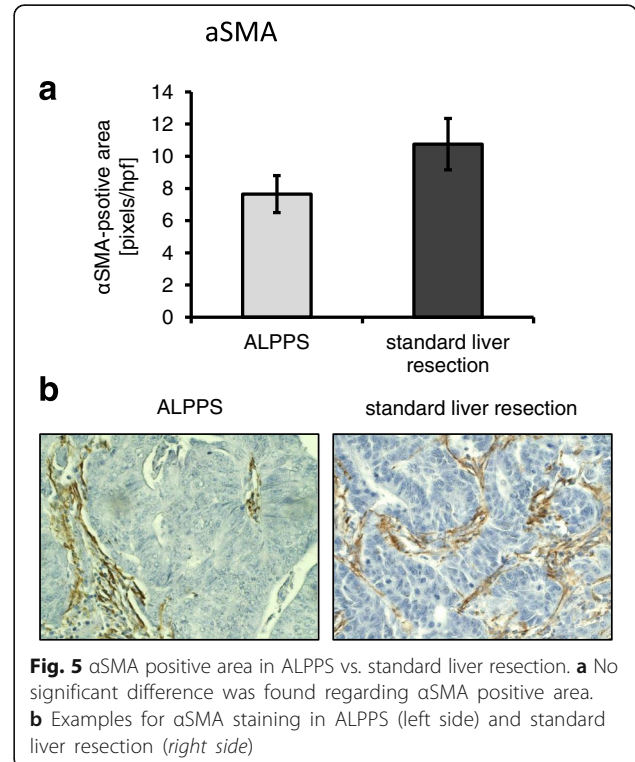 aSMA
a
αSMA-psotive area
[pixels/hpf]
14
12
10
8
6
4
2
0
ALPPS
standard liver
resection
b
ALPPS
standard liver resection
Fig. 5 αSMA positive area in ALPPS vs. standard liver resection. a No
significant difference was found regarding αSMA positive area.
b Examples for αSMA staining in ALPPS (left side) and standard
liver resection (right side)